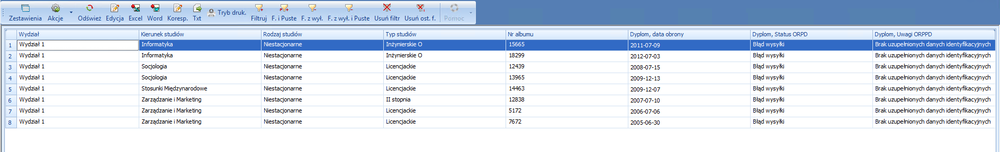 Zestawienia Akcje Odśwież Edycja Excel Word Koresp. Txt Tryb druk. Filtruj F. i Puste F. z wył. F. z wył. i Puste Usuń filtr Usuń ost. f. Pomoc
Wydział Kierunek studiów Rodzaj studiów Typ studiów Nr albumu Dyplom, data obrony Dyplom, Status ORPD Dyplom, Uwagi ORPPD
1 Wydział 1 Informatyka Niestacjonarne Inżynierskie O 15665 2011-07-09 Błąd wysyłki Brak uzupełnionych danych identyfikacyjnych
2 Wydział 1 Informatyka Niestacjonarne Inżynierskie O 18299 2012-07-03 Błąd wysyłki Brak uzupełnionych danych identyfikacyjnych
3 Wydział 1 Socjologia Niestacjonarne Licencjackie 12439 2008-07-15 Błąd wysyłki Brak uzupełnionych danych identyfikacyjnych
4 Wydział 1 Socjologia Niestacjonarne Licencjackie 13965 2009-12-13 Błąd wysyłki Brak uzupełnionych danych identyfikacyjnych
5 Wydział 1 Stosunki Międzynarodowe Niestacjonarne Licencjackie 14463 2009-12-07 Błąd wysyłki Brak uzupełnionych danych identyfikacyjnych
6 Wydział 1 Zarządzanie i Marketing Niestacjonarne II stopnia 12838 2007-07-10 Błąd wysyłki Brak uzupełnionych danych identyfikacyjnych
7 Wydział 1 Zarządzanie i Marketing Niestacjonarne Licencjackie 5172 2006-07-06 Błąd wysyłki Brak uzupełnionych danych identyfikacyjnych
8 Wydział 1 Zarządzanie i Marketing Niestacjonarne Licencjackie 7672 2005-06-30 Błąd wysyłki Brak uzupełnionych danych identyfikacyjnych